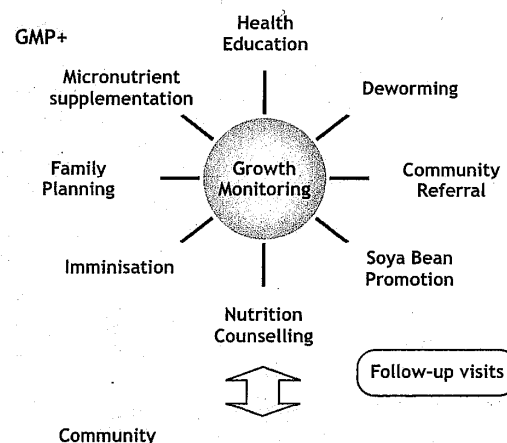 GMP+
Health
Education
Micronutrient
supplementation
Deworming
Family
Planning
Growth
Monitoring
Community
Referral
Imminisation
Soya Bean
Promotion
Nutrition
Counselling
Follow-up visits
Community